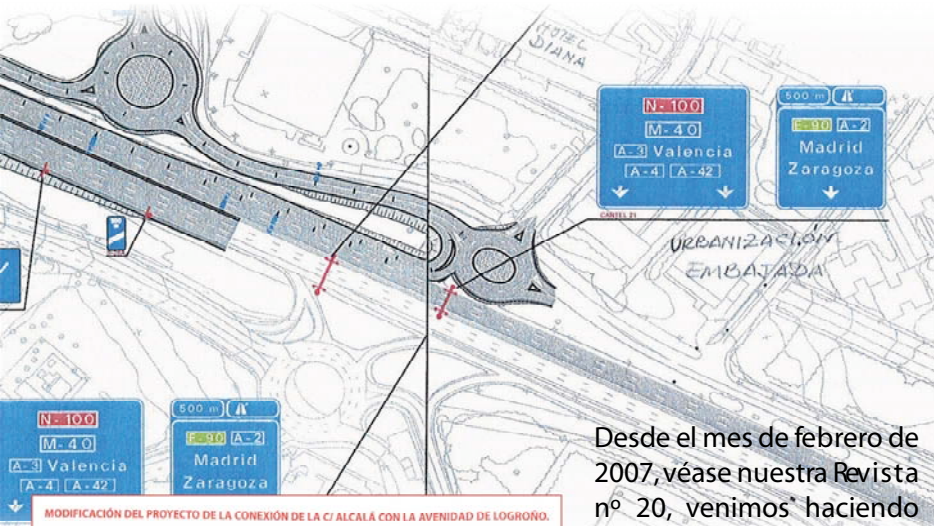 HOTEL
DIANA
N-100
M-40
A-3 Valencia
A-4 A-42
500 m
E-90 A-2
Madrid
Zaragoza
CARTEL 21
URBANIZACIÓN
EMBAJADA
N-100
M-40
A-3 Valencia
A-4 A-42
500 m
E-90 A-2
Madrid
Zaragoza
MODIFICACIÓN DEL PROYECTO DE LA CONEXIÓN DE LA C/ ALCALÁ CON LA AVENIDA DE LOGROÑO.
Desde el mes de febrero de
2007, véase nuestra Revista
nº 20, venimos haciendo